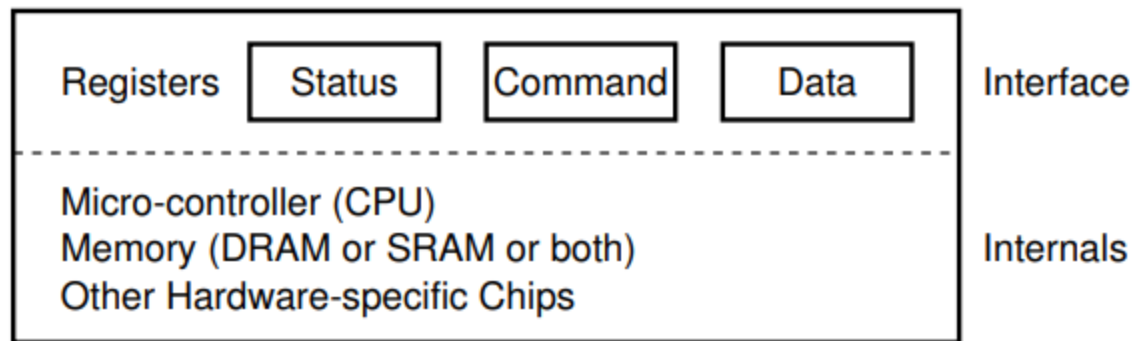 Registers Status Command Data Interface
Micro-controller (CPU)
Memory (DRAM or SRAM or both) Internals
Other Hardware-specific Chips